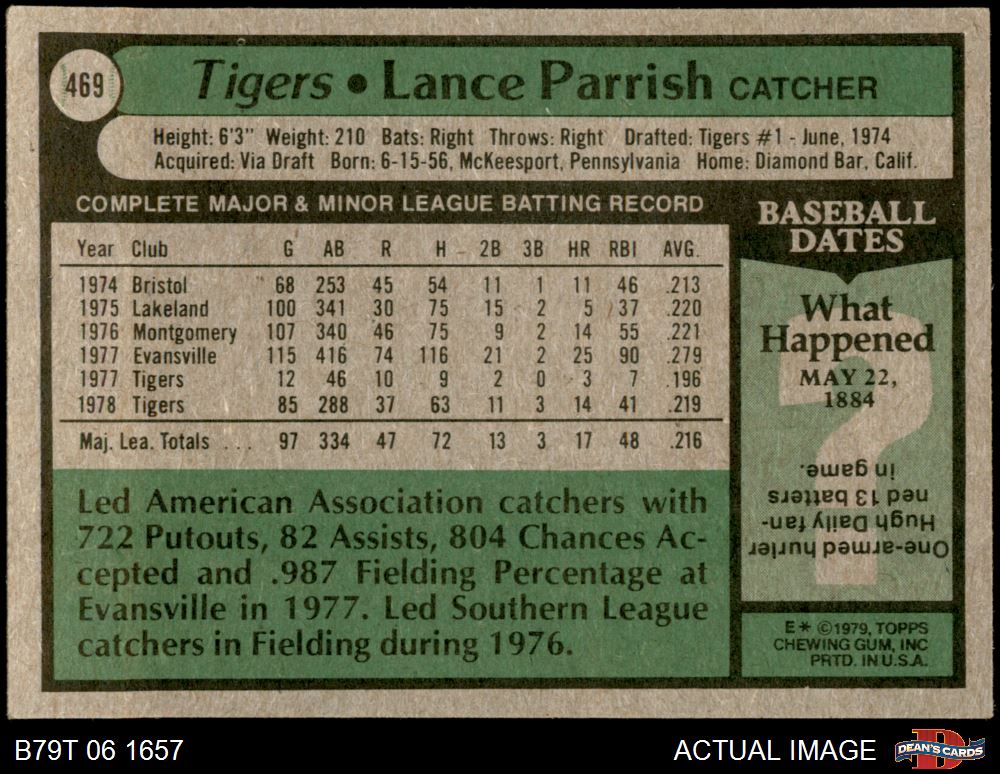 469
Tigers • Lance Parrish CATCHER
Height: 6'3" Weight: 210 Bats: Right Throws: Right Drafted: Tigers #1 - June, 1974
Acquired: Via Draft Born: 6-15-56, McKeesport, Pennsylvania Home: Diamond Bar, Calif.
COMPLETE MAJOR & MINOR LEAGUE BATTING RECORD
Year Club G AB R H 2B 3B HR RBI AVG.
1974 Bristol 68 253 45 54 11 1 11 46 .213
1975 Lakeland 100 341 30 75 15 2 5 37 .220
1976 Montgomery 107 340 46 75 9 2 14 55 .221
1977 Evansville 115 416 74 116 21 2 25 90 .279
1977 Tigers 12 46 10 9 2 0 3 7 .196
1978 Tigers 85 288 37 63 11 3 14 41 .219
Maj. Lea. Totals ... 97 334 47 72 13 3 17 48 .216
Led American Association catchers with
722 Putouts, 82 Assists, 804 Chances Ac-
cepted and .987 Fielding Percentage at
Evansville in 1977. Led Southern League
catchers in Fielding during 1976.
BASEBALL
DATES
What
Happened
MAY 22,
1884
?
One-armed hurler
Hugh Daily fan-
ned 13 batters
in game.
E* ©1979, TOPPS
CHEWING GUM, INC
PRTD. IN U.S.A.
B79T 06 1657
ACTUAL IMAGE
DEAN'S CARDS